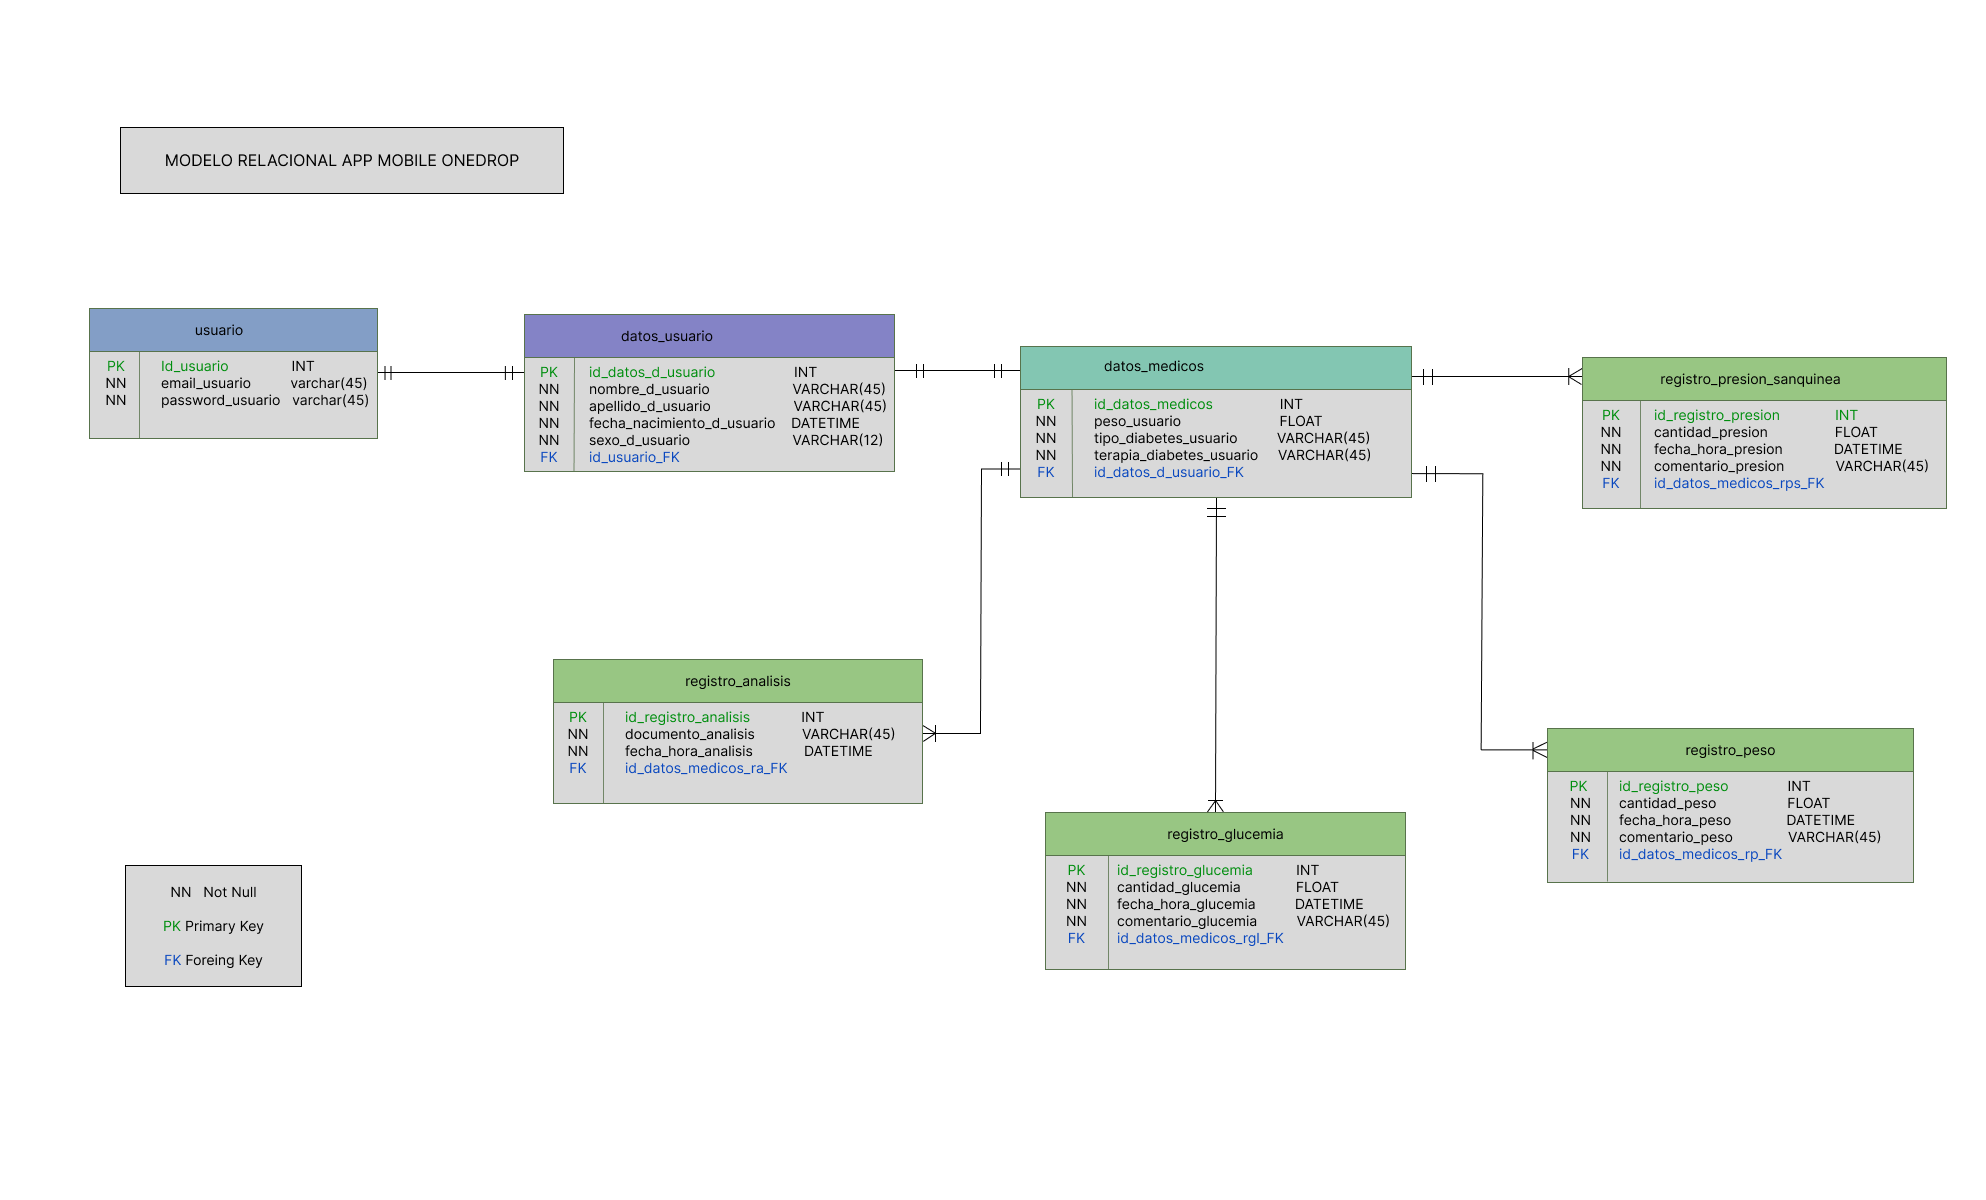 MODELO RELACIONAL APP MOBILE ONEDROP
usuario
PK Id_usuario INT
NN email_usuario varchar(45)
NN password_usuario varchar(45)
datos_usuario
PK id_datos_d_usuario INT
NN nombre_d_usuario VARCHAR(45)
NN apellido_d_usuario VARCHAR(45)
NN fecha_nacimiento_d_usuario DATETIME
NN sexo_d_usuario VARCHAR(12)
FK id_usuario_FK
datos_medicos
PK id_datos_medicos INT
NN peso_usuario FLOAT
NN tipo_diabetes_usuario VARCHAR(45)
NN terapia_diabetes_usuario VARCHAR(45)
FK id_datos_d_usuario_FK
registro_presion_sanquinea
PK id_registro_presion INT
NN cantidad_presion FLOAT
NN fecha_hora_presion DATETIME
NN comentario_presion VARCHAR(45)
FK id_datos_medicos_rps_FK
registro_analisis
PK id_registro_analisis INT
NN documento_analisis VARCHAR(45)
NN fecha_hora_analisis DATETIME
FK id_datos_medicos_ra_FK
registro_peso
PK id_registro_peso INT
NN cantidad_peso FLOAT
NN fecha_hora_peso DATETIME
NN comentario_peso VARCHAR(45)
FK id_datos_medicos_rp_FK
registro_glucemia
PK id_registro_glucemia INT
NN cantidad_glucemia FLOAT
NN fecha_hora_glucemia DATETIME
NN comentario_glucemia VARCHAR(45)
FK id_datos_medicos_rgl_FK
NN Not Null
PK Primary Key
FK Foreing Key